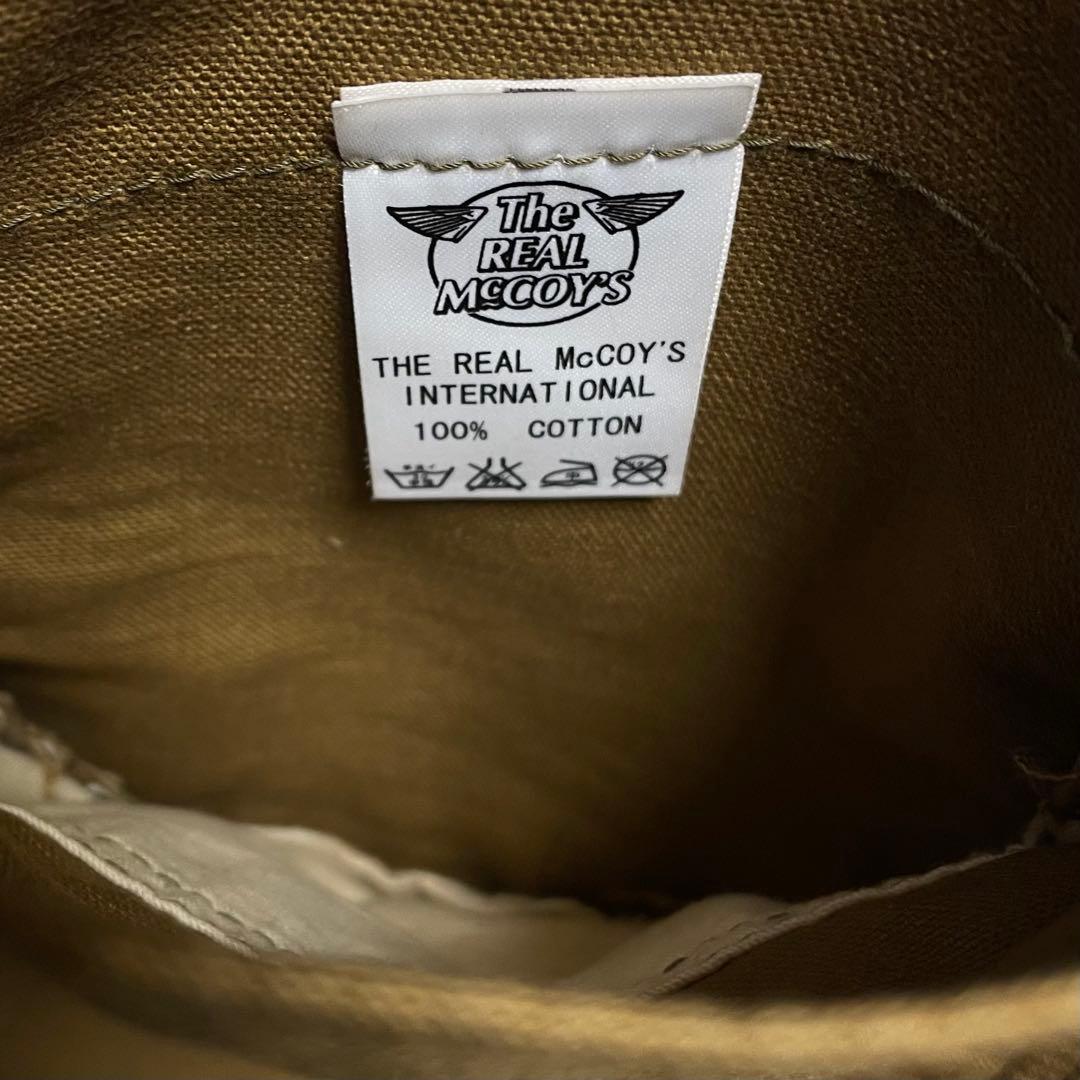 The
REAL
McCOY'S
THE REAL McCOY'S
INTERNATIONAL
100% COTTON